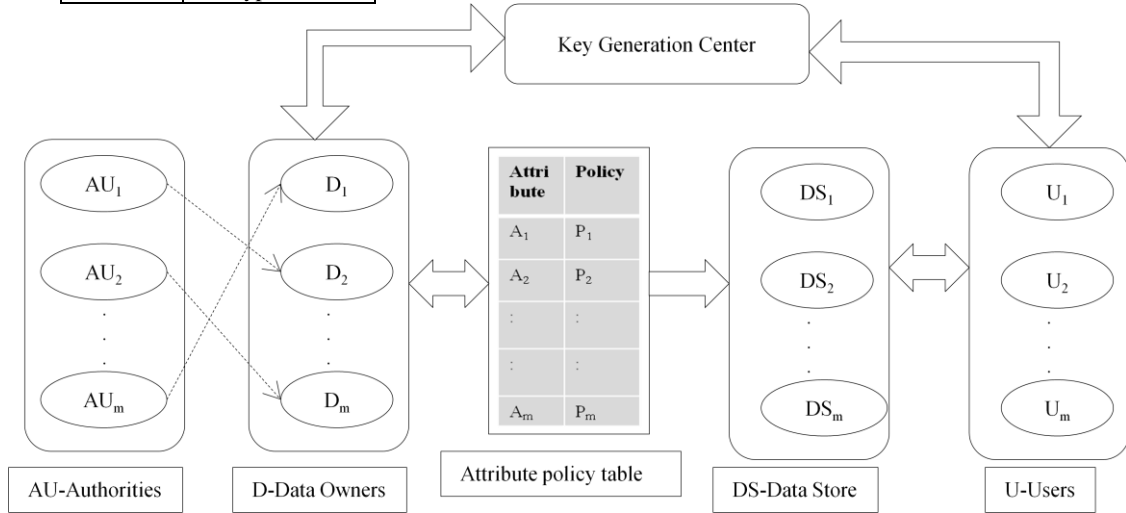 Key Generation Center
AU1
AU2
.
.
.
AUm
D1
D2
.
.
.
Dm
Attri
bute
Policy
A1
P1
A2
P2
:
:
:
:
Am
Pm
DS1
DS2
.
.
.
DSm
U1
U2
.
.
.
Um
AU-Authorities
D-Data Owners
Attribute policy table
DS-Data Store
U-Users